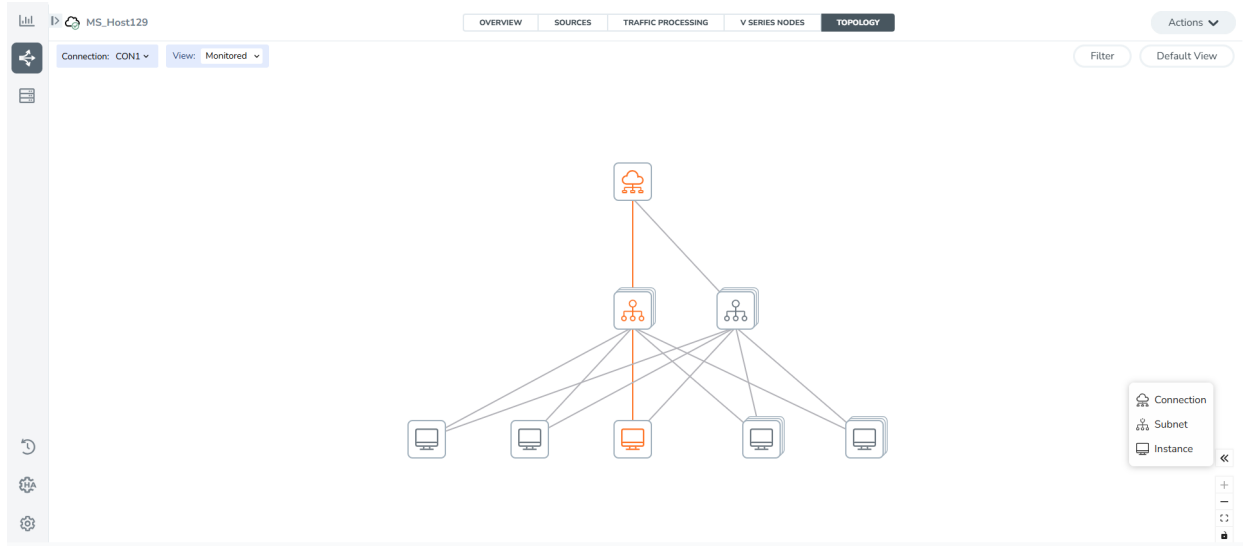 MS_Host129
OVERVIEW SOURCES TRAFFIC PROCESSING V SERIES NODES TOPOLOGY
Actions
Connection: CON1 View: Monitored
Filter Default View
Connection
Subnet
Instance
HA